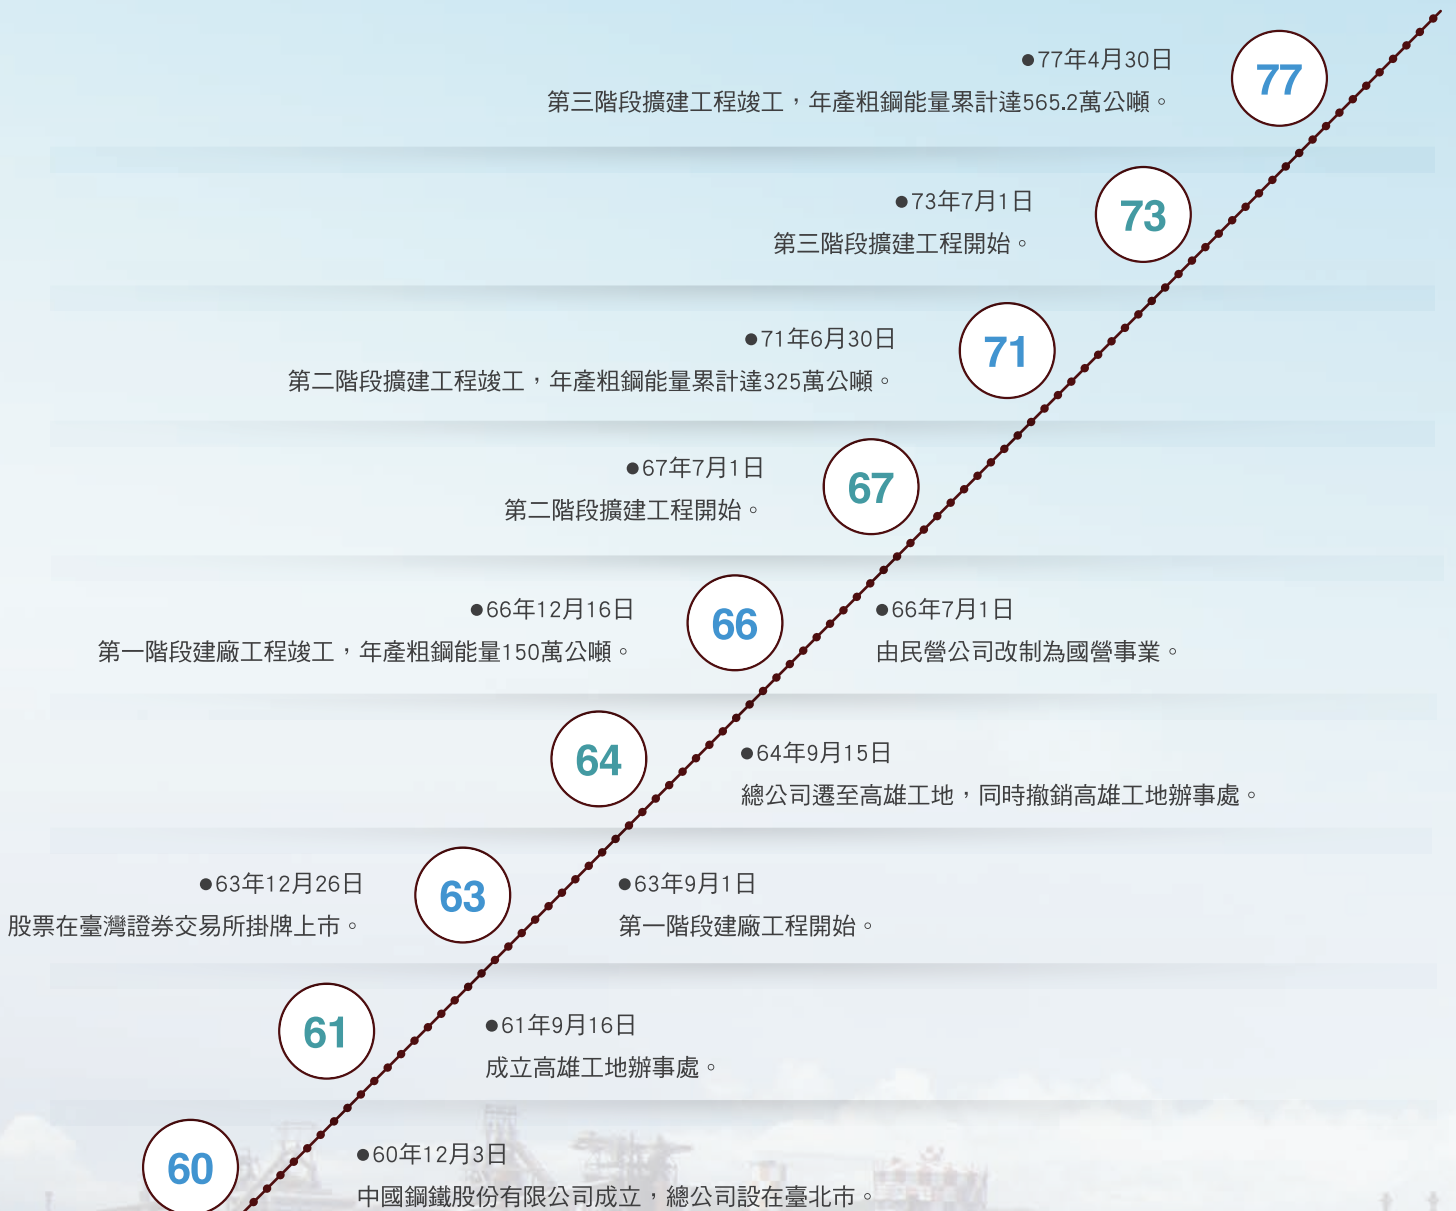 ●77年4月30日
第三階段擴建工程竣工，年產粗鋼能量累計達565.2萬公噸。
77
●73年7月1日
第三階段擴建工程開始。
73
●71年6月30日
第二階段擴建工程竣工，年產粗鋼能量累計達325萬公噸。
71
●67年7月1日
第二階段擴建工程開始。
67
●66年12月16日
第一階段建廠工程竣工，年產粗鋼能量150萬公噸。
66
●66年7月1日
由民營公司改制為國營事業。
64
●64年9月15日
總公司遷至高雄工地，同時撤銷高雄工地辦事處。
●63年12月26日
股票在臺灣證券交易所掛牌上市。
63
●63年9月1日
第一階段建廠工程開始。
61
●61年9月16日
成立高雄工地辦事處。
60
●60年12月3日
中國鋼鐵股份有限公司成立，總公司設在臺北市。